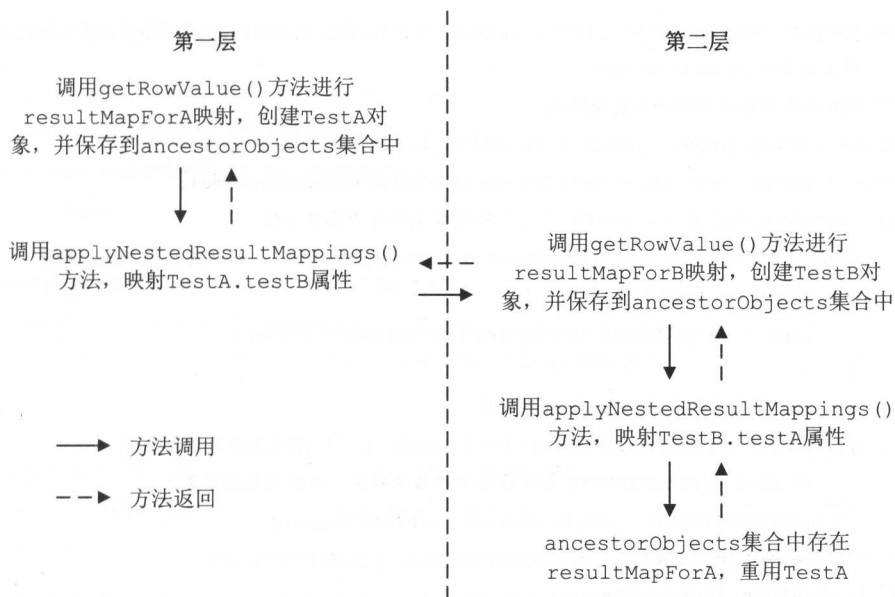 第一层
调用getRowValue()方法进行
resultMapForA映射，创建TestA对
象，并保存到ancestorObjects集合中
调用applyNestedResultMappings()
方法，映射TestA.testB属性
方法调用
方法返回
第二层
调用getRowValue()方法进行
resultMapForB映射，创建TestB对
象，并保存到ancestorObjects集合中
调用applyNestedResultMappings()
方法，映射TestB.testA属性
ancestorObjects集合中存在
resultMapForA，重用TestA